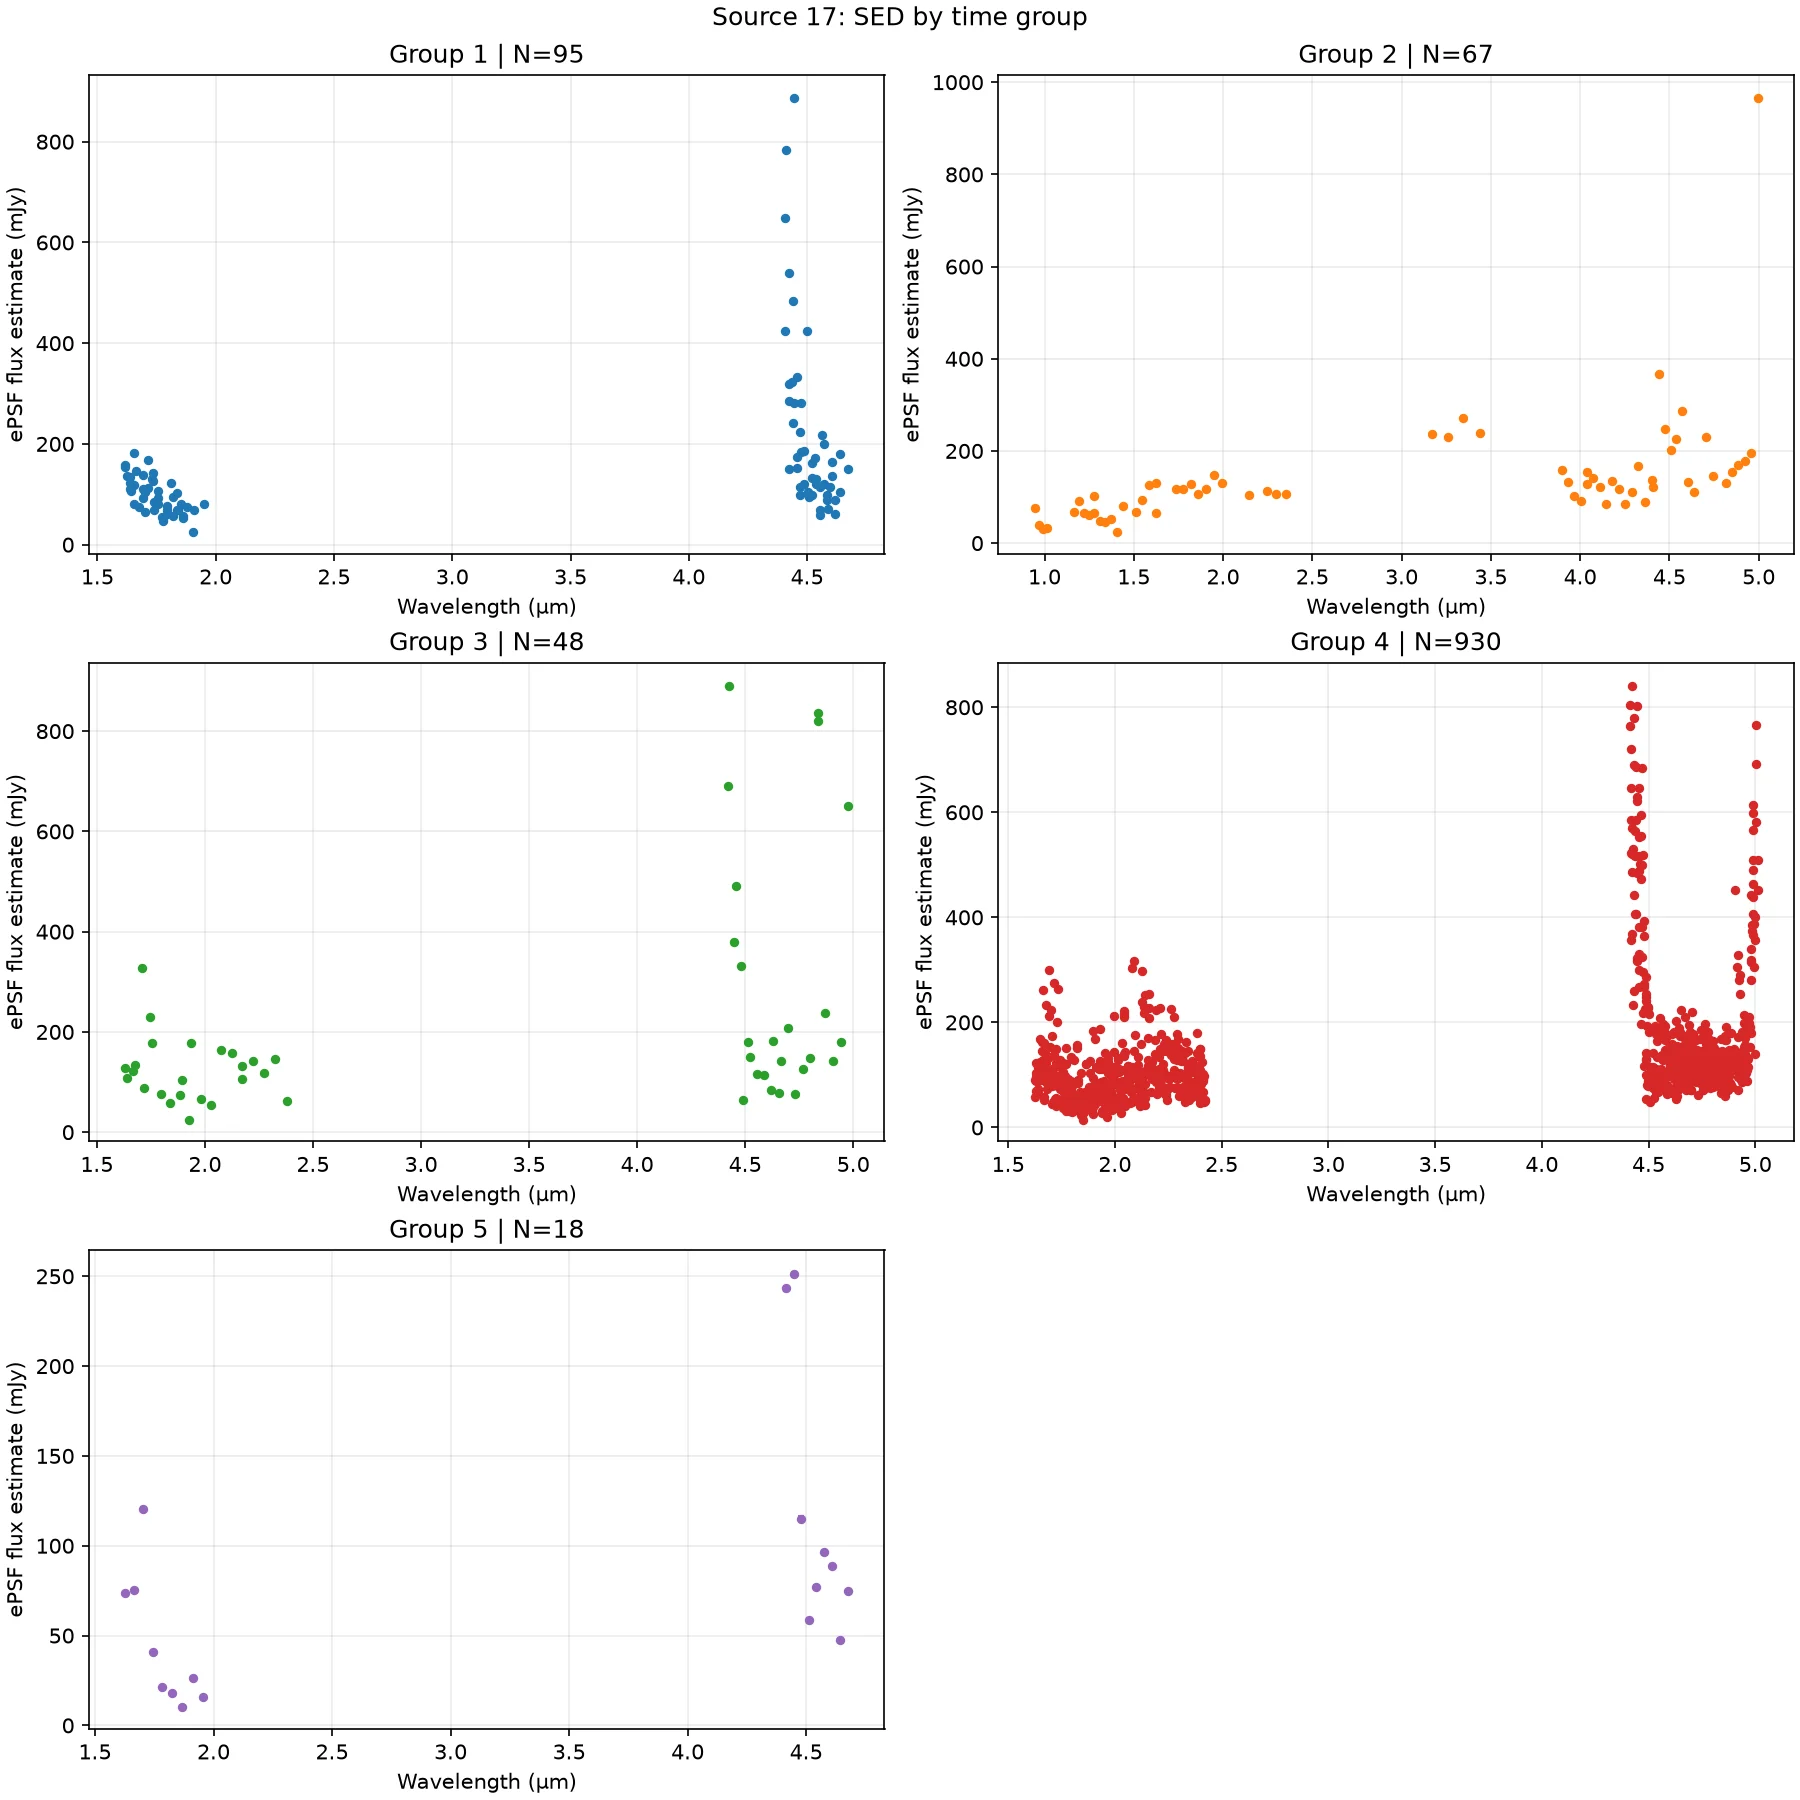 Source 17: SED by time group
Group 1 | N=95
Group 2 | N=67
ePSF flux estimate (mJy)
800
600
400
200
0
1.5 2.0 2.5 3.0 3.5 4.0 4.5
Wavelength (μm)
ePSF flux estimate (mJy)
1000
800
600
400
200
0
1.0 1.5 2.0 2.5 3.0 3.5 4.0 4.5 5.0
Wavelength (μm)
Group 3 | N=48
Group 4 | N=930
ePSF flux estimate (mJy)
800
600
400
200
0
1.5 2.0 2.5 3.0 3.5 4.0 4.5 5.0
Wavelength (μm)
ePSF flux estimate (mJy)
800
600
400
200
0
1.5 2.0 2.5 3.0 3.5 4.0 4.5 5.0
Wavelength (μm)
Group 5 | N=18
ePSF flux estimate (mJy)
250
200
150
100
50
0
1.5 2.0 2.5 3.0 3.5 4.0 4.5
Wavelength (μm)